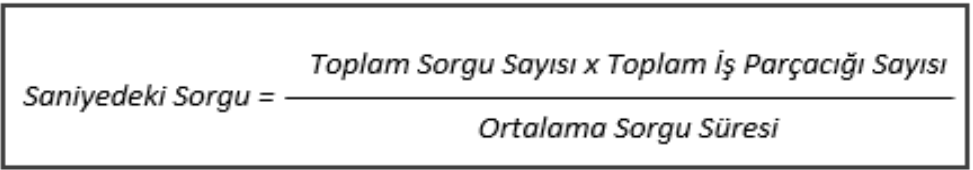 Toplam Sorgu Sayısı x Toplam İş Parçacığı Sayısı
Saniyedeki Sorgu =
Ortalama Sorgu Süresi